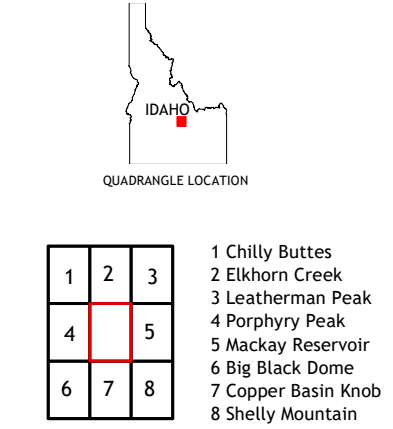 IDAHO
QUADRANGLE LOCATION
1 2 3
4 5
6 7 8
1 Chilly Buttes
2 Elkhorn Creek
3 Leatherman Peak
4 Porphyry Peak
5 Mackay Reservoir
6 Big Black Dome
7 Copper Basin Knob
8 Shelly Mountain